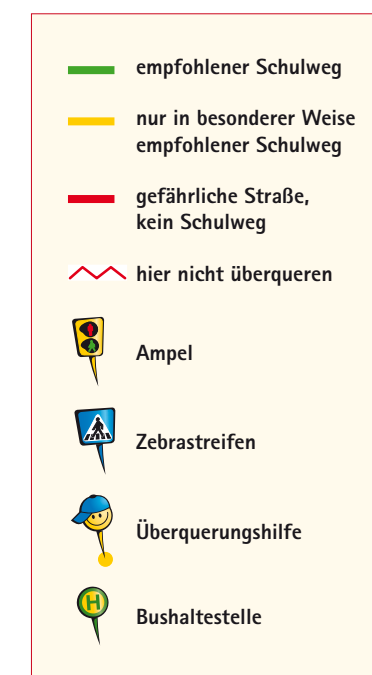 empfohlener Schulweg
nur in besonderer Weise
empfohlener Schulweg
gefährliche Straße,
kein Schulweg
hier nicht überqueren
Ampel
Zebrastreifen
Überquerungshilfe
H
Bushaltestelle